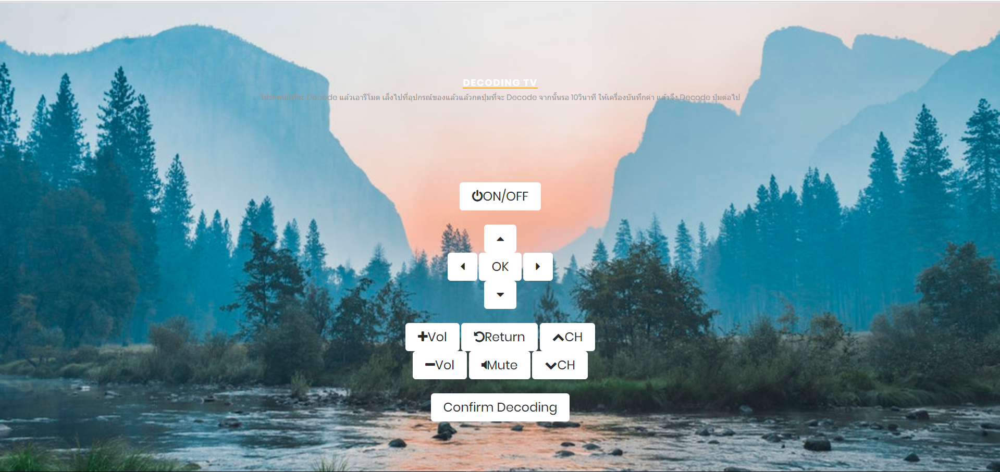 DECODING TV
โปรดกดปุ่มที่จะ Decode แล้วเอารีโมต เล็งไปที่อุปกรณ์ของแล้วแล้วกดปุ่มที่จะ Decode จากนั้นรอ 10วินาที ให้เครื่องบันทึกค่า แล้วจึง Decode ปุ่มต่อไป
ON/OFF
OK
Vol Return CH
Vol Mute CH
Confirm Decoding